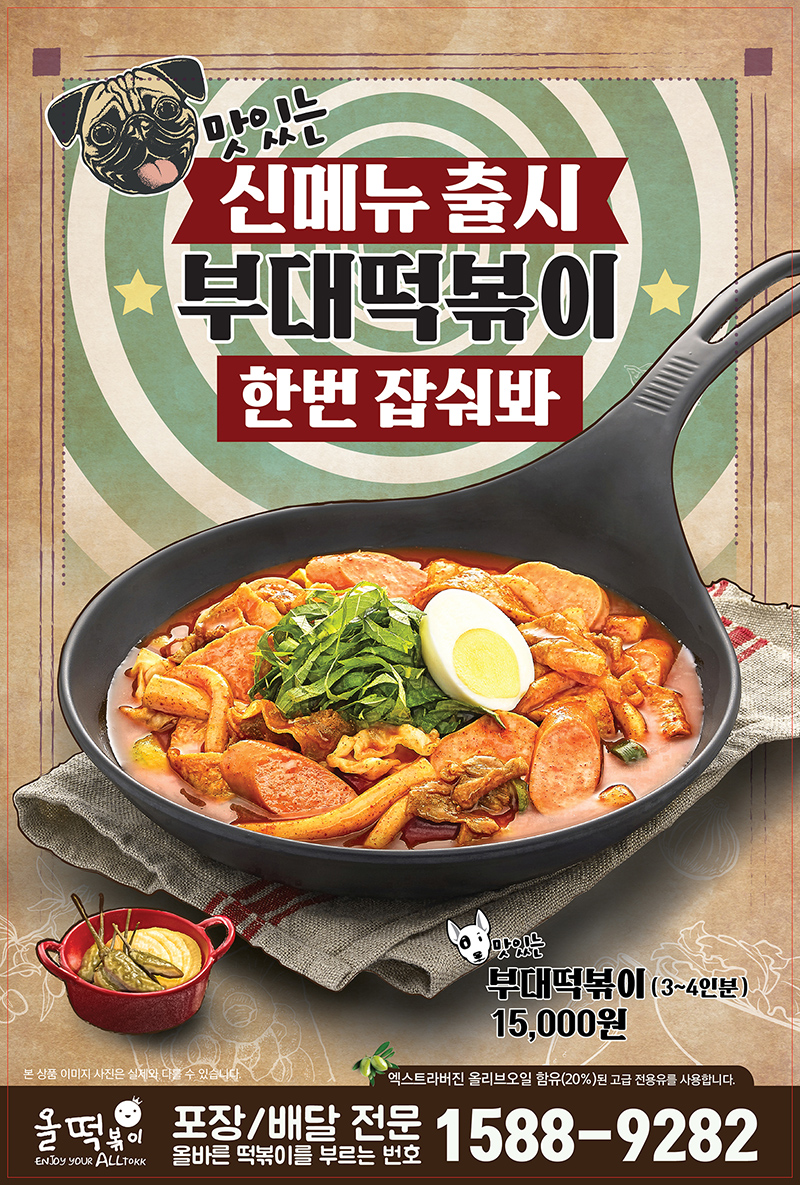 맛있는
신메뉴 출시
부대떡볶이
한번 잡숴봐
맛있는
부대떡볶이(3~4인분)
15,000원
본 상품 이미지 사진은 실제와 다를 수 있습니다.
엑스트라버진 올리브오일 함유(20%)된 고급 전용유를 사용합니다.
올떡볶이
ENJOY YOUR ALLTOKK
포장/배달 전문
올바른 떡볶이를 부르는 번호
1588-9282